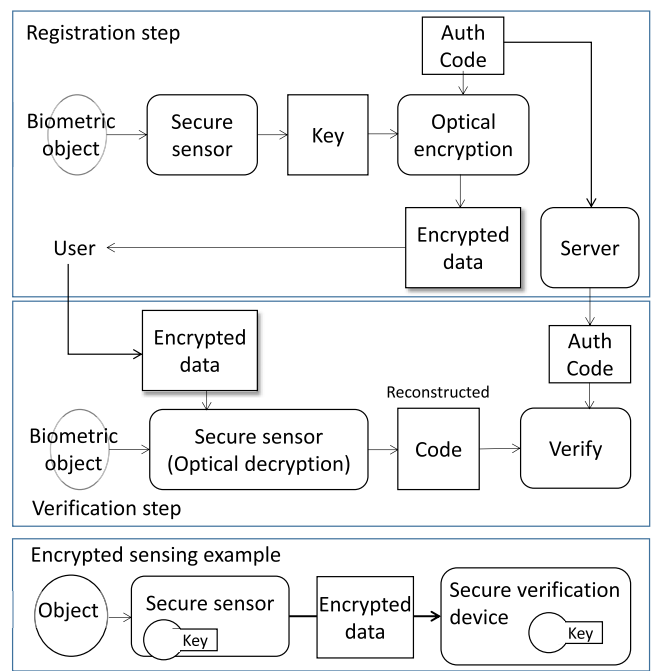 Registration step
Auth
Code
Biometric
object
Secure
sensor
Key
Optical
encryption
User
Encrypted
data
Server
Encrypted
data
Auth
Code
Reconstructed
Biometric
object
Secure sensor
(Optical decryption)
Code
Verify
Verification step
Encrypted sensing example
Object
Secure sensor
Key
Encrypted
data
Secure verification
device
Key